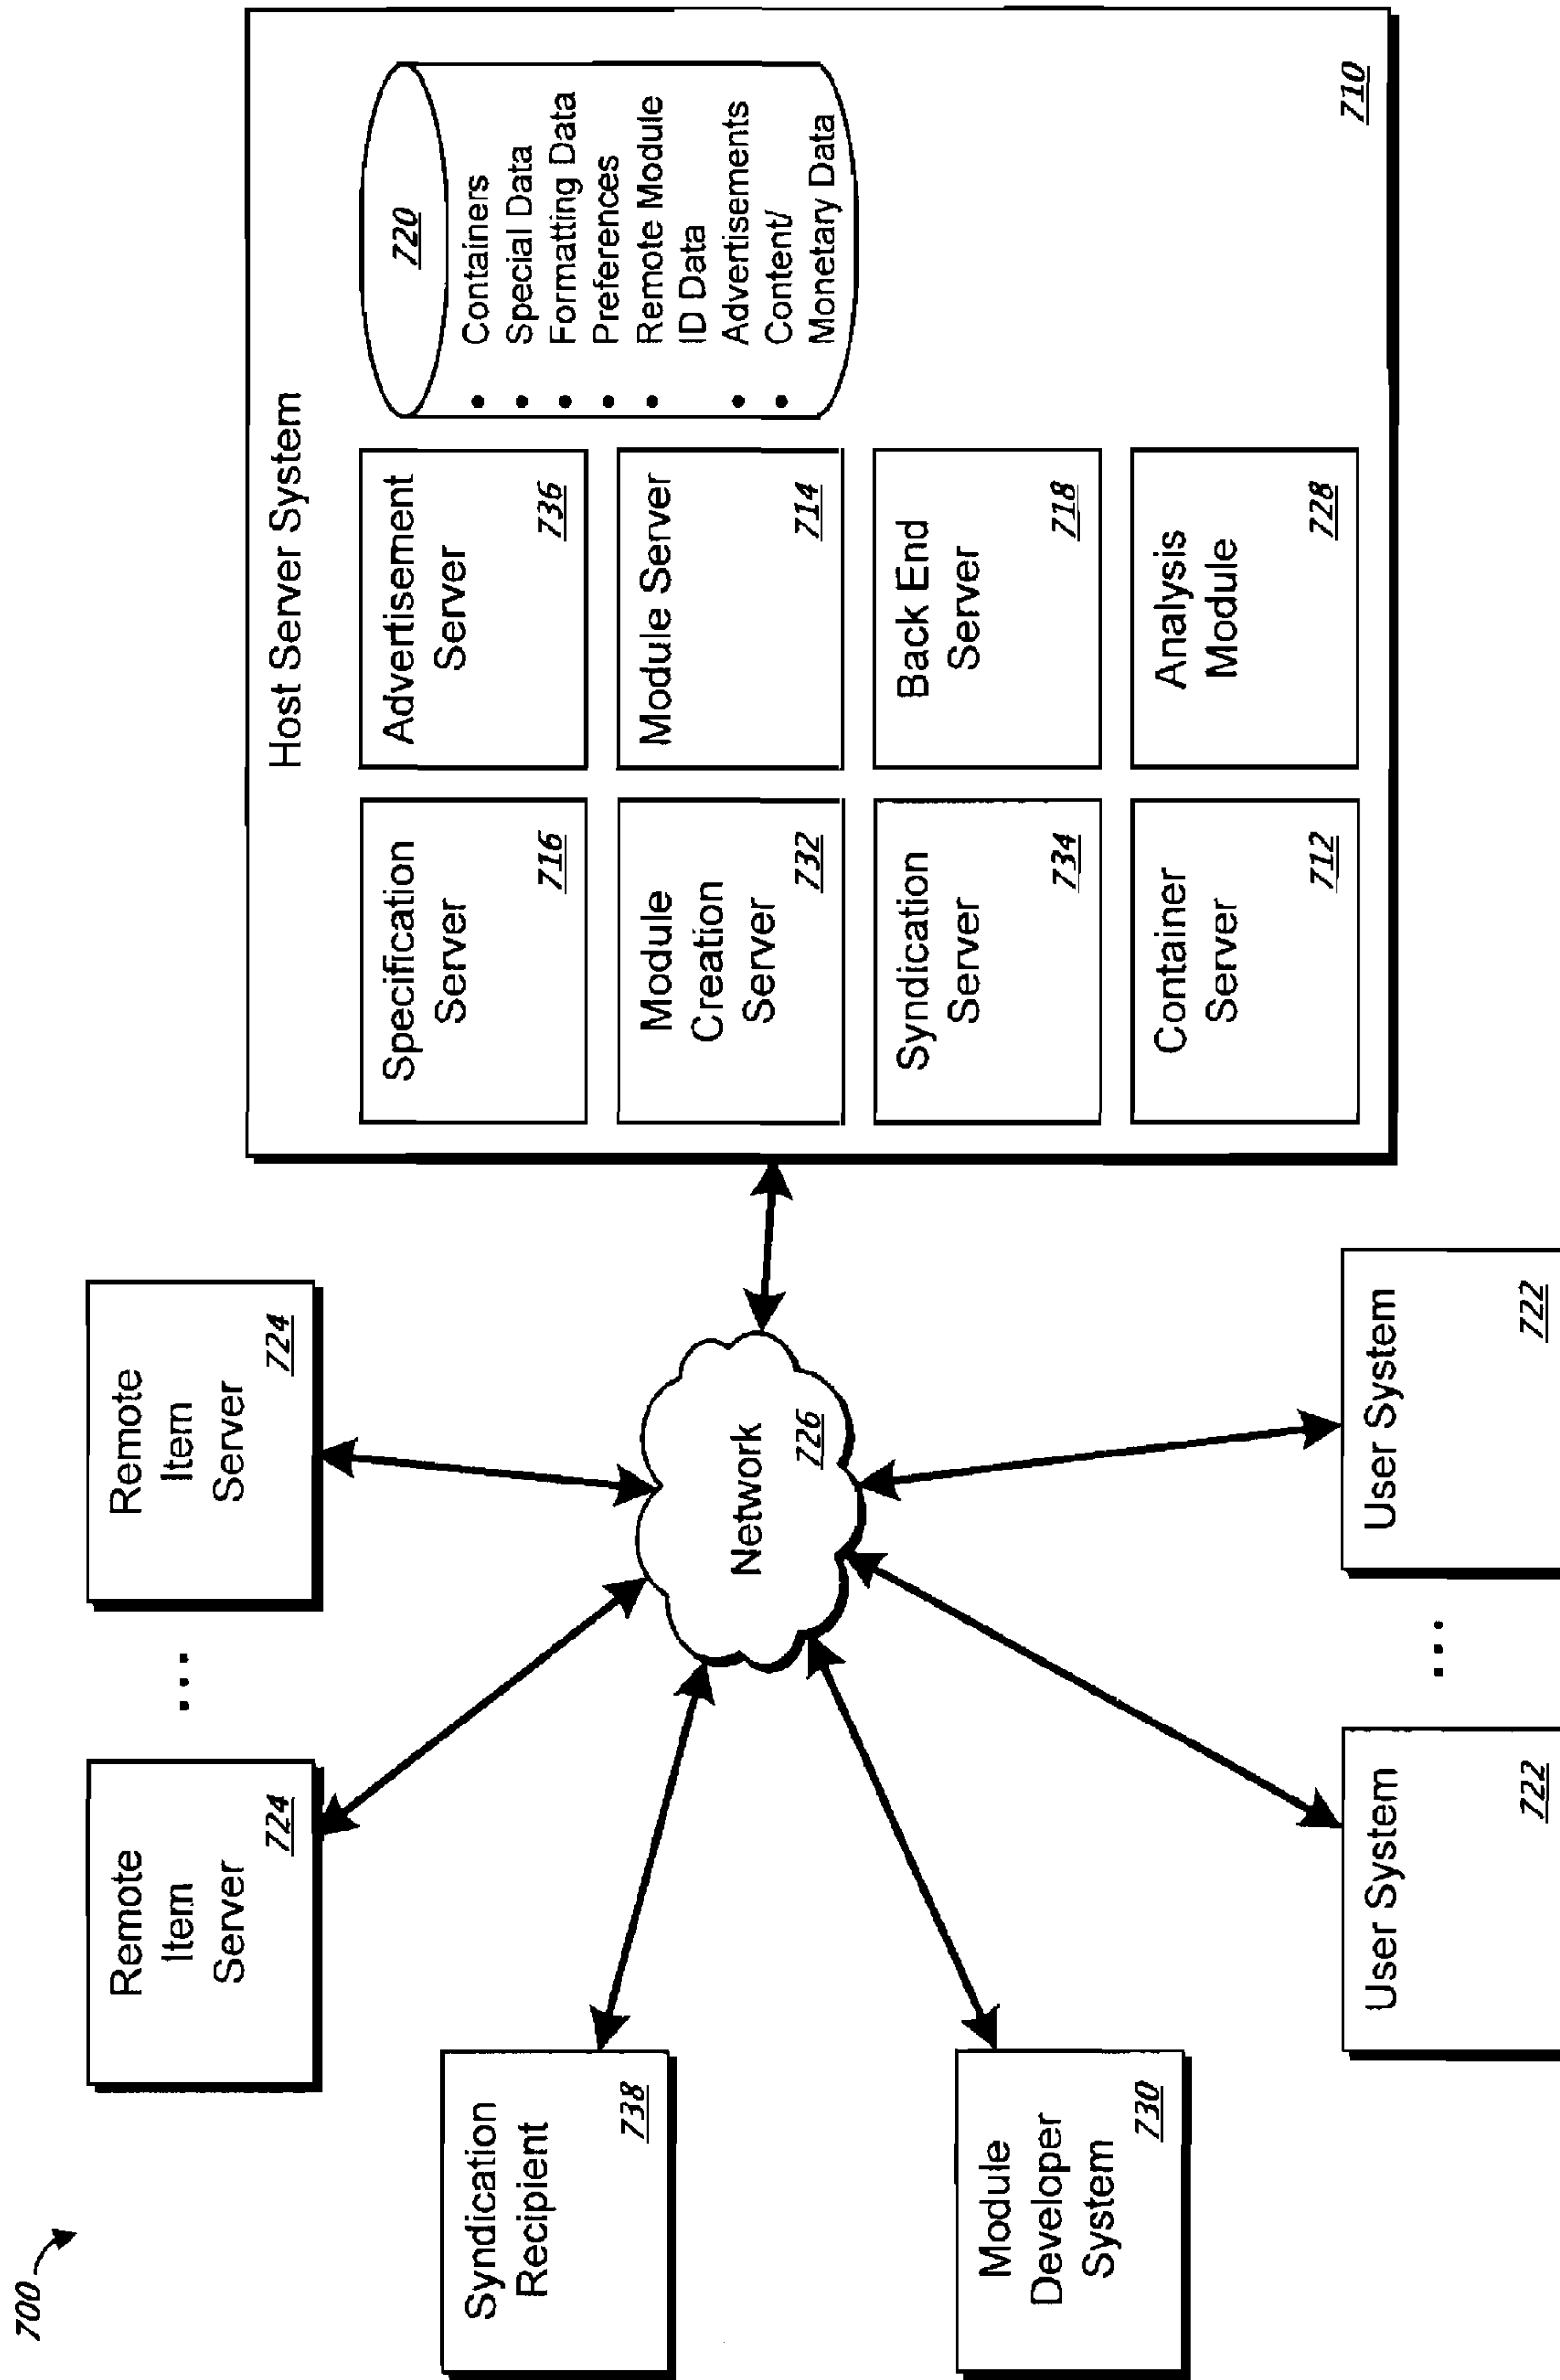 700
Remote
Item
Server
724
...
Remote
Item
Server
724
Syndication
Recipient
738
Module
Developer
System
730
Network
726
User System
722
...
User System
722
Host Server System
Specification
Server
716
Advertisement
Server
736
Module
Creation
Server
732
Module Server
714
Syndication
Server
734
Back End
Server
718
Container
Server
712
Analysis
Module
728
720
• Containers
• Special Data
• Formatting Data
• Preferences
• Remote Module
ID Data
• Advertisements
• Content/
Monetary Data
710